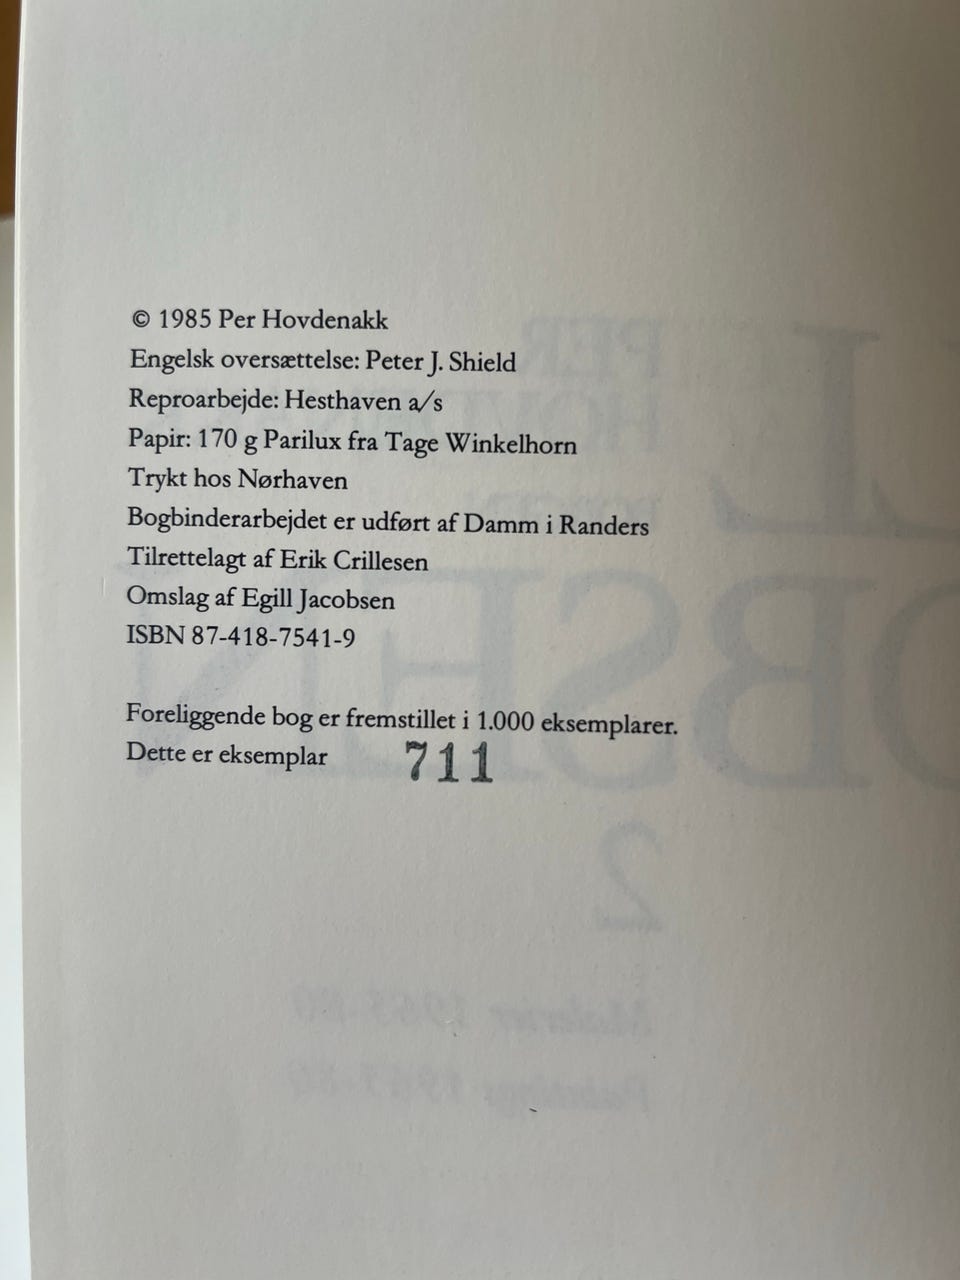 © 1985 Per Hovdenakk
Engelsk oversættelse: Peter J. Shield
Reproarbejde: Hesthaven a/s
Papir: 170 g Parilux fra Tage Winkelhorn
Trykt hos Nørhaven
Bogbinderarbejdet er udført af Damm i Randers
Tilrettelagt af Erik Crillesen
Omslag af Egill Jacobsen
ISBN 87-418-7541-9
Foreliggende bog er fremstillet i 1.000 eksemplarer.
Dette er eksemplar 711